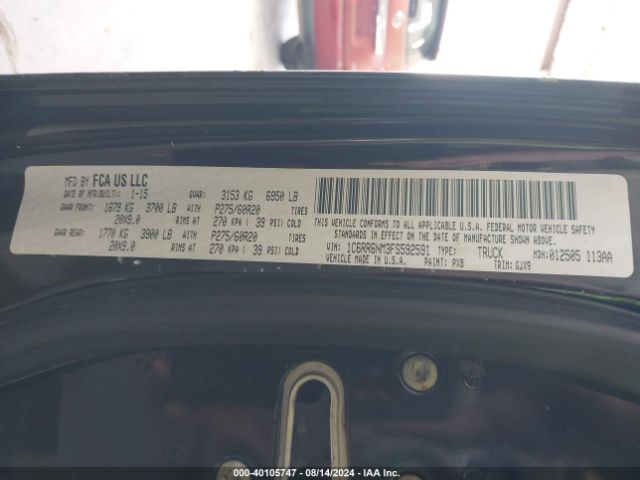 MFD BY FCA US LLC
DATE OF MFR(BUILT): 1-15 GVWR: 3153 KG 6950 LB
GAWR FRONT: 1679 KG 3700 LB WITH P275/60R20 TIRES
20X9.0 RIMS AT 270 KPA ( 39 PSI) COLD
GAWR REAR: 1770 KG 3900 LB WITH P275/60R20 TIRES
20X9.0 RIMS AT 270 KPA ( 39 PSI) COLD
THIS VEHICLE CONFORMS TO ALL APPLICABLE U.S.A. FEDERAL MOTOR VEHICLE SAFETY
STANDARDS IN EFFECT ON THE DATE OF MANUFACTURE SHOWN ABOVE.
VIN: 1C6RR6NM3FS592591 TYPE: TRUCK MDH:012505 113AA
VEHICLE MADE IN U.S.A. PAINT: PX8 TRIM: GJX9
000-40105747 - 08/14/2024 - IAAI.com